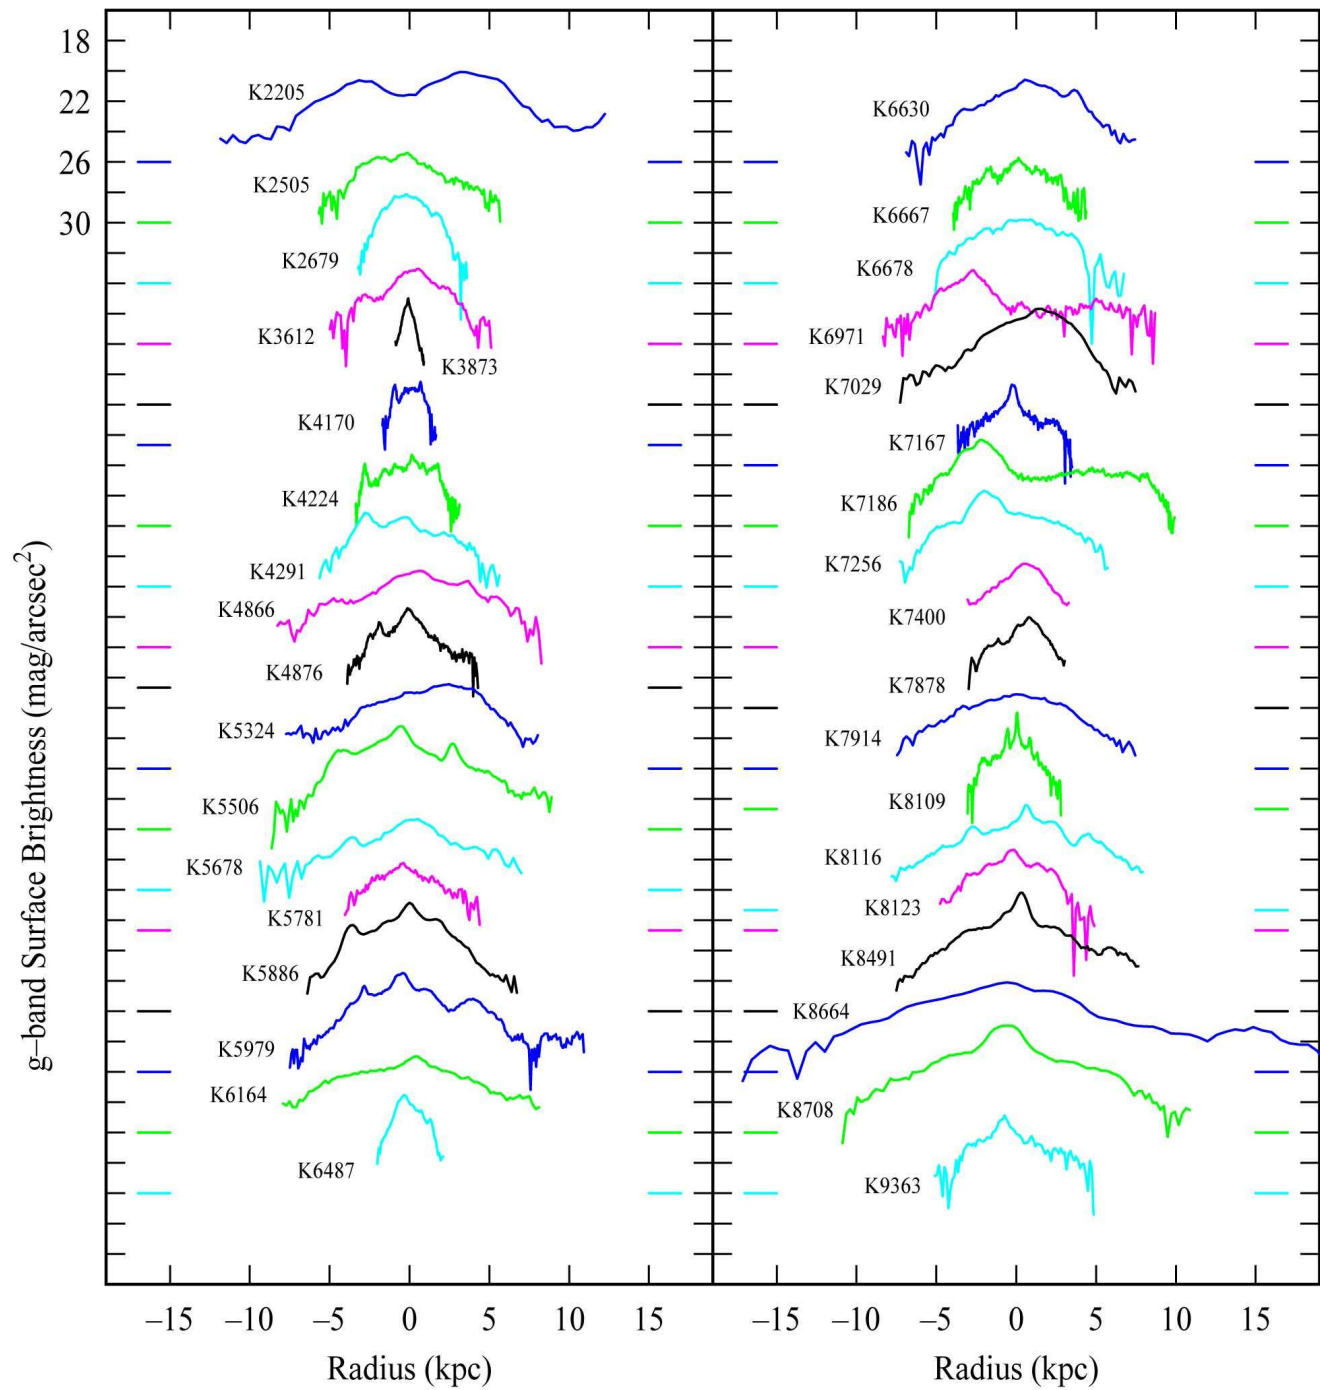 18
22
26
30
g–band Surface Brightness (mag/arcsec²)
K2205
K2505
K2679
K3612
K3873
K4170
K4224
K4291
K4866
K4876
K5324
K5506
K5678
K5781
K5886
K5979
K6164
K6487
K6630
K6667
K6678
K6971
K7029
K7167
K7186
K7256
K7400
K7878
K7914
K8109
K8116
K8123
K8491
K8664
K8708
K9363
–15 –10 –5 0 5 10 15 –15 –10 –5 0 5 10 15
Radius (kpc) Radius (kpc)